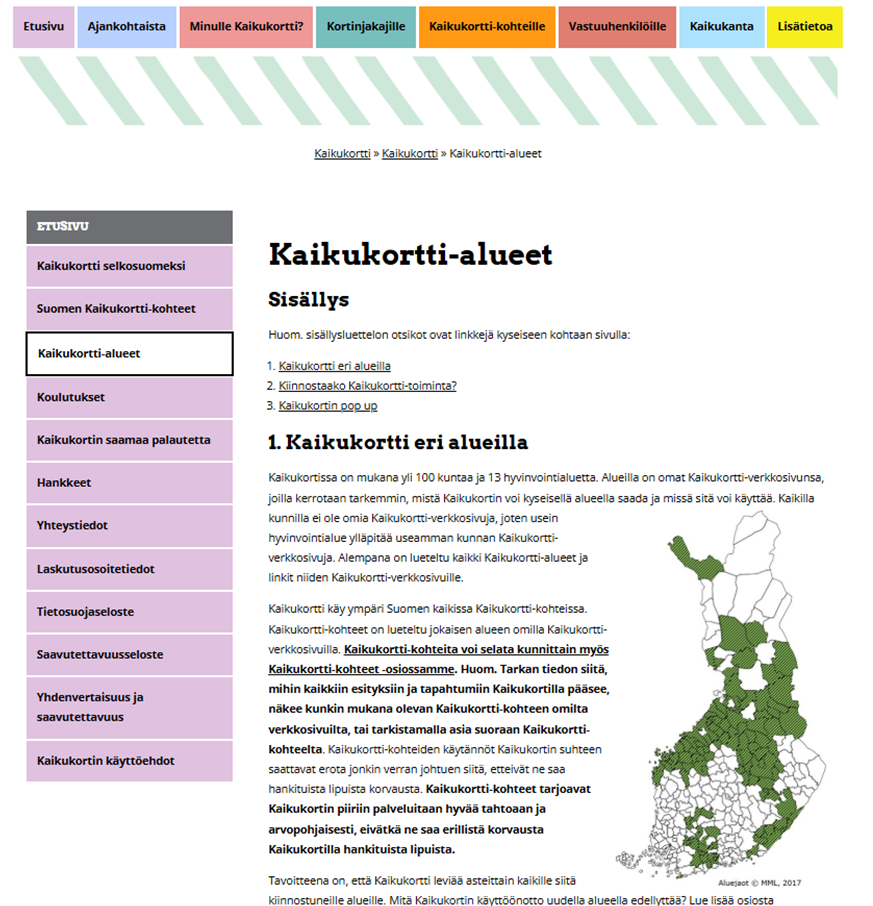 Etusivu Ajankohtaista Minulle Kaikukortti? Kortinjakajille Kaikukortti-kohteille Vastuuhenkilöille Kaikukanta Lisätietoa
Kaikukortti » Kaikukortti » Kaikukortti-alueet
ETUSIVU
Kaikukortti selkosuomeksi
Suomen Kaikukortti-kohteet
Kaikukortti-alueet
Koulutukset
Kaikukortin saamaa palautetta
Hankkeet
Yhteystiedot
Laskutusosoitetiedot
Tietosuojaseloste
Saavutettavuusseloste
Yhdenvertaisuus ja
saavutettavuus
Kaikukortin käyttöehdot
Kaikukortti-alueet
Sisällys
Huom. sisällysluettelon otsikot ovat linkkejä kyseiseen kohtaan sivulla:
1. Kaikukortti eri alueilla
2. Kiinnostaako Kaikukortti-toiminta?
3. Kaikukortin pop up
1. Kaikukortti eri alueilla
Kaikukortissa on mukana yli 100 kuntaa ja 13 hyvinvointialuetta. Alueilla on omat Kaikukortti-verkkosivunsa,
joilla kerrotaan tarkemmin, mistä Kaikukortin voi kyseisellä alueella saada ja missä sitä voi käyttää. Kaikilla
kunnilla ei ole omia Kaikukortti-verkkosivuja, joten usein
hyvinvointialue ylläpitää useamman kunnan Kaikukortti-
verkkosivuja. Alempana on lueteltu kaikki Kaikukortti-alueet ja
linkit niiden Kaikukortti-verkkosivuille.
Kaikukortti käy ympäri Suomen kaikissa Kaikukortti-kohteissa.
Kaikukortti-kohteet on lueteltu jokaisen alueen omilla Kaikukortti-
verkkosivuilla. Kaikukortti-kohteita voi selata kunnittain myös
Kaikukortti-kohteet -osiossamme. Huom. Tarkan tiedon siitä,
mihin kaikkiin esityksiin ja tapahtumiin Kaikukortilla pääsee,
näkee kunkin mukana olevan Kaikukortti-kohteen omilta
verkkosivuilta, tai tarkistamalla asia suoraan Kaikukortti-
kohteelta. Kaikukortti-kohteiden käytännöt Kaikukortin suhteen
saattavat erota jonkin verran johtuen siitä, etteivät ne saa
hankituista lipuista korvausta. Kaikukortti-kohteet tarjoavat
Kaikukortin piiriin palveluitaan hyvää tahtoaan ja
arvopohjaisesti, eivätkä ne saa erillistä korvausta
Kaikukortilla hankituista lipuista.
Aluejaot © MML, 2017
Tavoitteena on, että Kaikukortti leviää asteittain kaikille siitä
kiinnostuneille alueille. Mitä Kaikukortin käyttöönotto uudella alueella edellyttää? Lue lisää osiosta